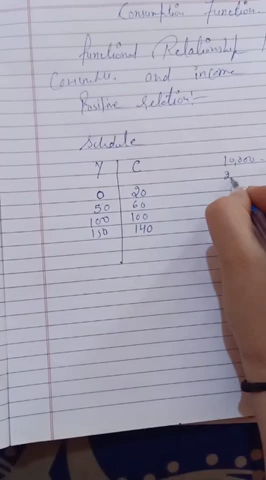 Consumption Function
Functional Relationship
and income
Positive relation:-
Schedule
Y C
0 20
50 60
100 100
150 140
10,000